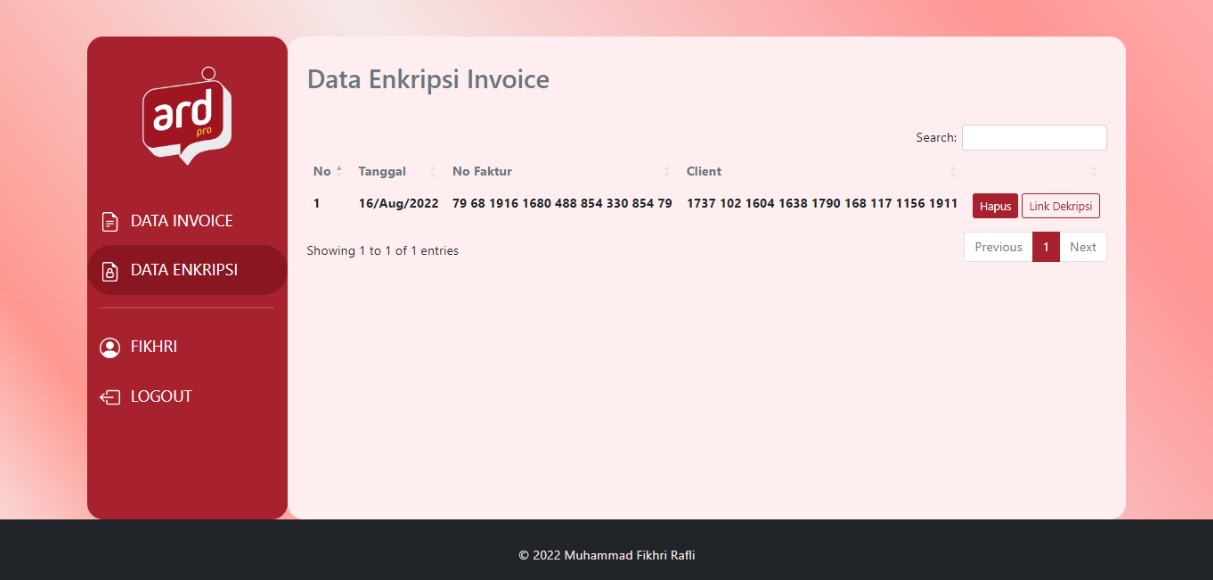 ard
pro
DATA INVOICE
DATA ENKRIPSI
FIKHRI
LOGOUT
Data Enkripsi Invoice
Search:
No Tanggal No Faktur Client
1 16/Aug/2022 79 68 1916 1680 488 854 330 854 79 1737 102 1604 1638 1790 168 117 1156 1911 Hapus Link Dekripsi
Showing 1 to 1 of 1 entries
Previous 1 Next
© 2022 Muhammad Fikhri Rafli